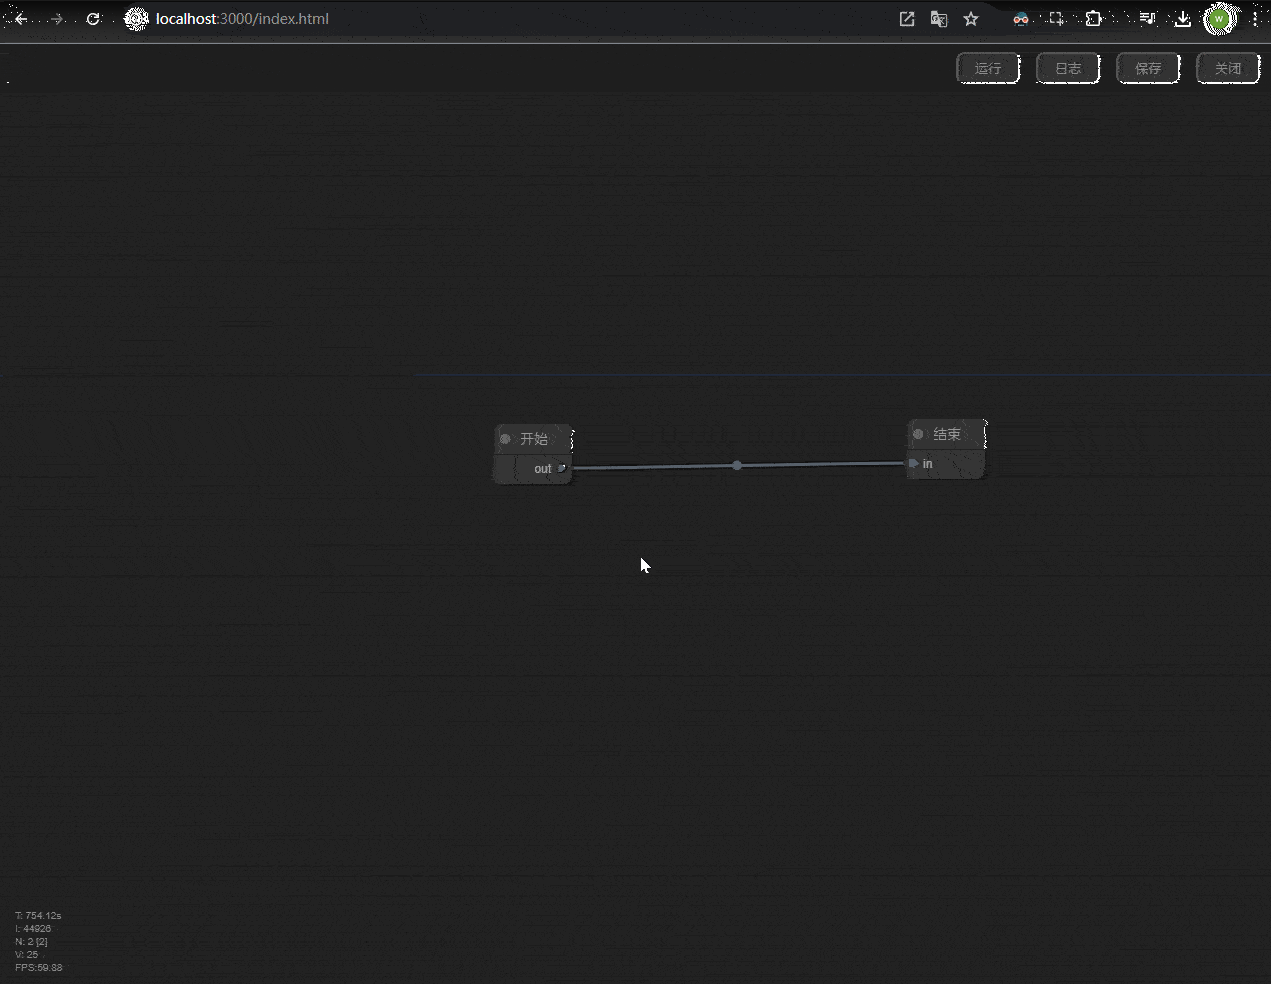 localhost:3000/index.html
运行 日志 保存 关闭
开始
out
结束
in
T: 754.12s
I: 44926
N: 2 [2]
V: 25
FPS:59.88